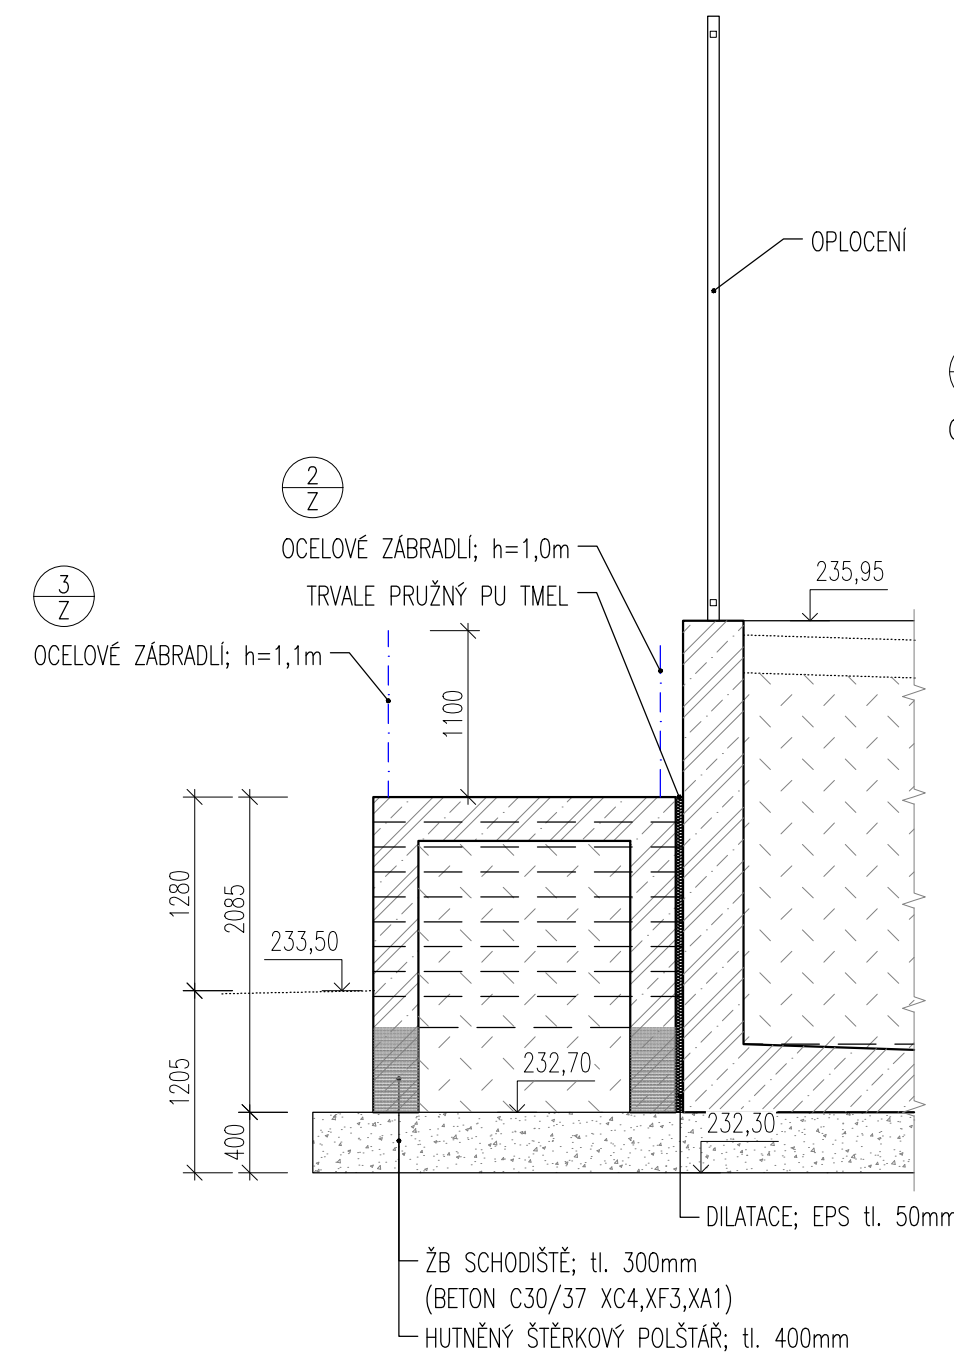 OPLOCENÍ
2
Z
OCELOVÉ ZÁBRADLÍ; h=1,0m
235,95
3
Z
TRVALE PRUŽNÝ PU TMEL
OCELOVÉ ZÁBRADLÍ; h=1,1m
1100
1280
2085
233,50
1205
232,70
400
232,30
DILATACE; EPS tl. 50mm
ŽB SCHODIŠTĚ; tl. 300mm
(BETON C30/37 XC4,XF3,XA1)
HUTNĚNÝ ŠTĚRKOVÝ POLŠTÁŘ; tl. 400mm